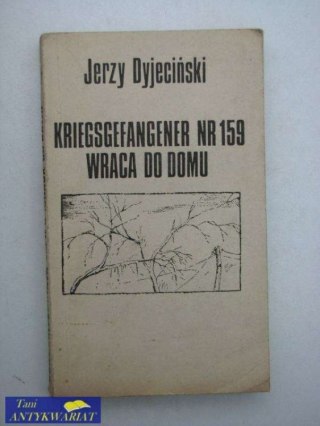 Jerzy Dyjeciński
KRIEGSGEFANGENER NR 159
WRACA DO DOMU
Tani
ANTYKWARIAT